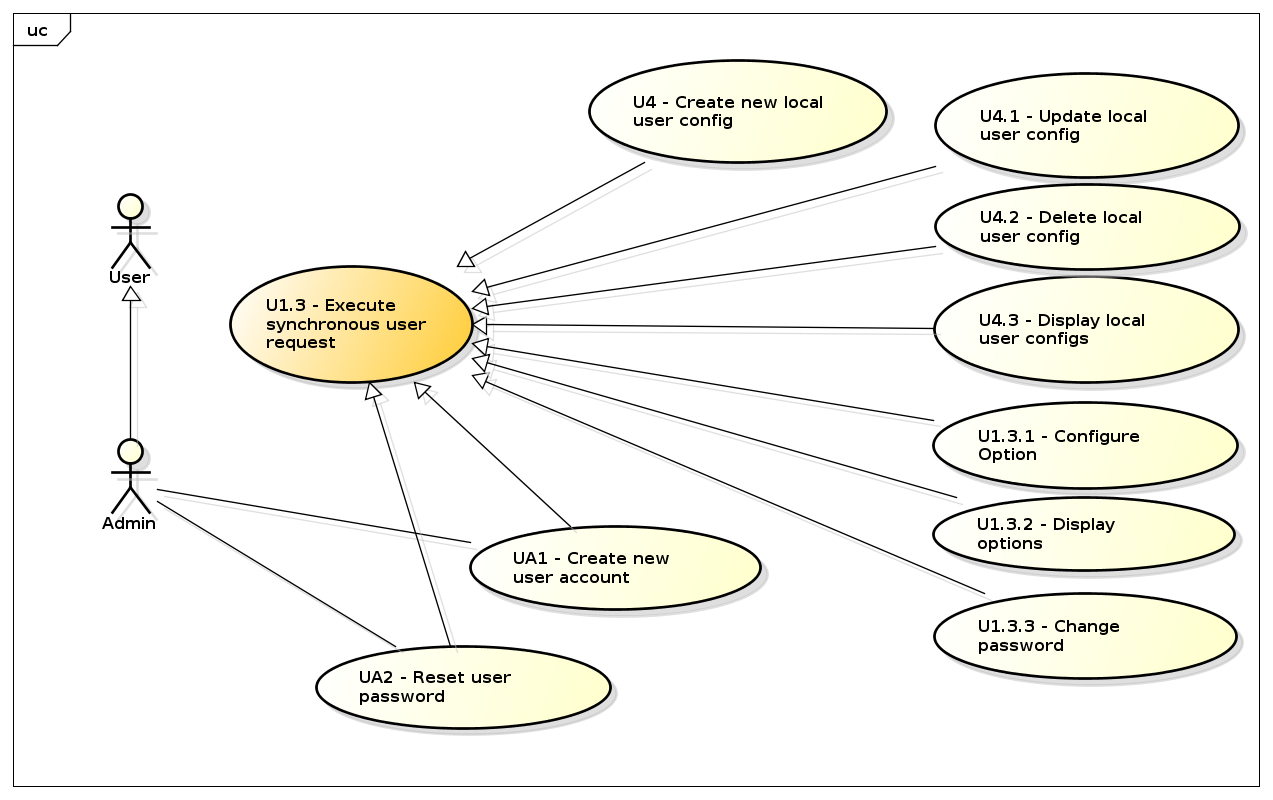 uc
U4 - Create new local
user config
U4.1 - Update local
user config
U4.2 - Delete local
user config
User
U1.3 - Execute
synchronous user
request
U4.3 - Display local
user configs
U1.3.1 - Configure
Option
Admin
U1.3.2 - Display
options
UA1 - Create new
user account
U1.3.3 - Change
password
UA2 - Reset user
password